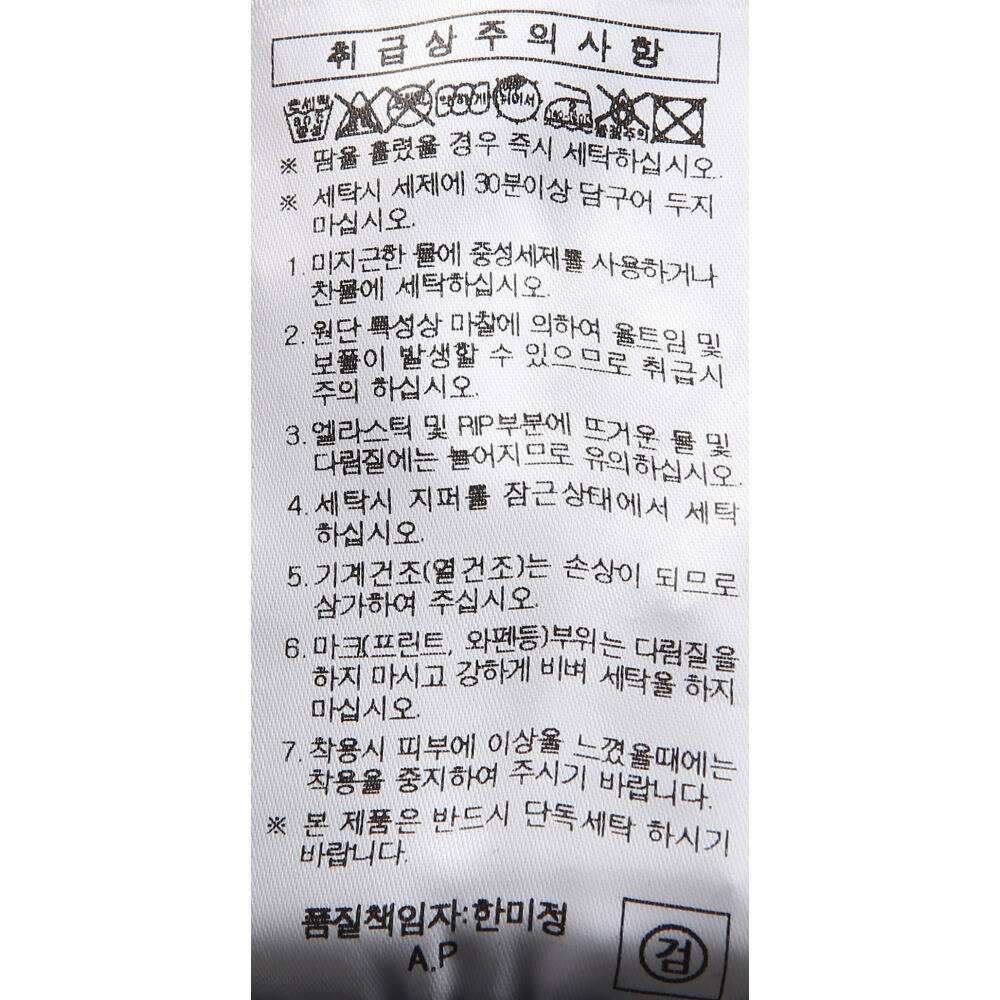 취급상주의사항
손세탁 약하게 뉘어서
※ 땀을 흘렸을 경우 즉시 세탁하십시오.
※ 세탁시 세제에 30분이상 담구어 두지
마십시오.
1. 미지근한 물에 중성세제를 사용하거나
찬물에 세탁하십시오.
2. 원단 특성상 마찰에 의하여 올트임 및
보풀이 발생할 수 있으므로 취급시
주의 하십시오.
3. 엘라스틱 및 RIP부분에 뜨거운 물 및
다림질에는 늘어지므로 유의하십시오.
4. 세탁시 지퍼를 잠근상태에서 세탁
하십시오.
5. 기계건조(열건조)는 손상이 되므로
삼가하여 주십시오.
6. 마크(프린트, 와펜등)부위는 다림질을
하지 마시고 강하게 비벼 세탁을 하지
마십시오.
7. 착용시 피부에 이상을 느꼈을때에는
착용을 중지하여 주시기 바랍니다.
※ 본 제품은 반드시 단독세탁 하시기
바랍니다.
품질책임자:한미정
A.P
검